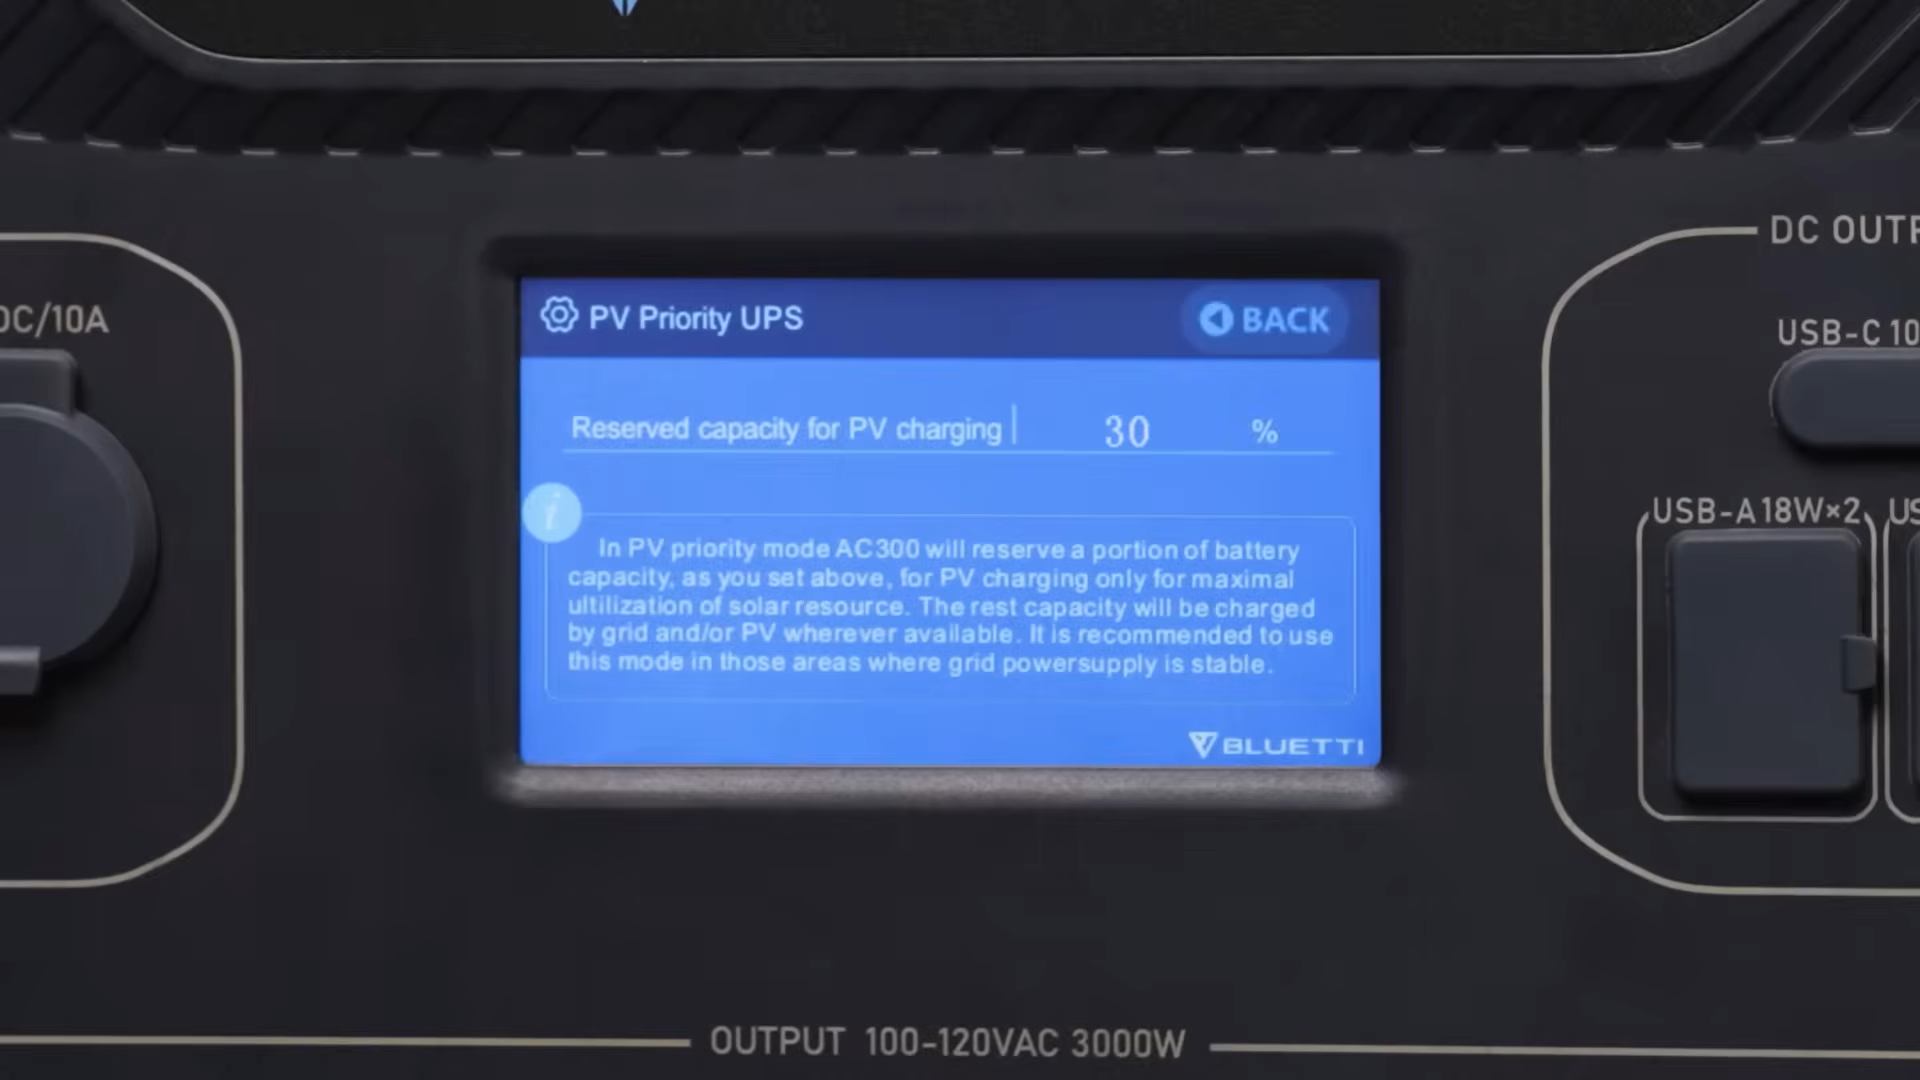 PV Priority UPS
BACK
Reserved capacity for PV charging 30 %
i
In PV priority mode AC300 will reserve a portion of battery
capacity, as you set above, for PV charging only for maximal
ultilization of solar resource. The rest capacity will be charged
by grid and/or PV wherever available. It is recommended to use
this mode in those areas where grid powersupply is stable.
BLUETTI
DC/10A
DC OUTP
USB-C 10
USB-A 18W×2
US
OUTPUT 100-120VAC 3000W